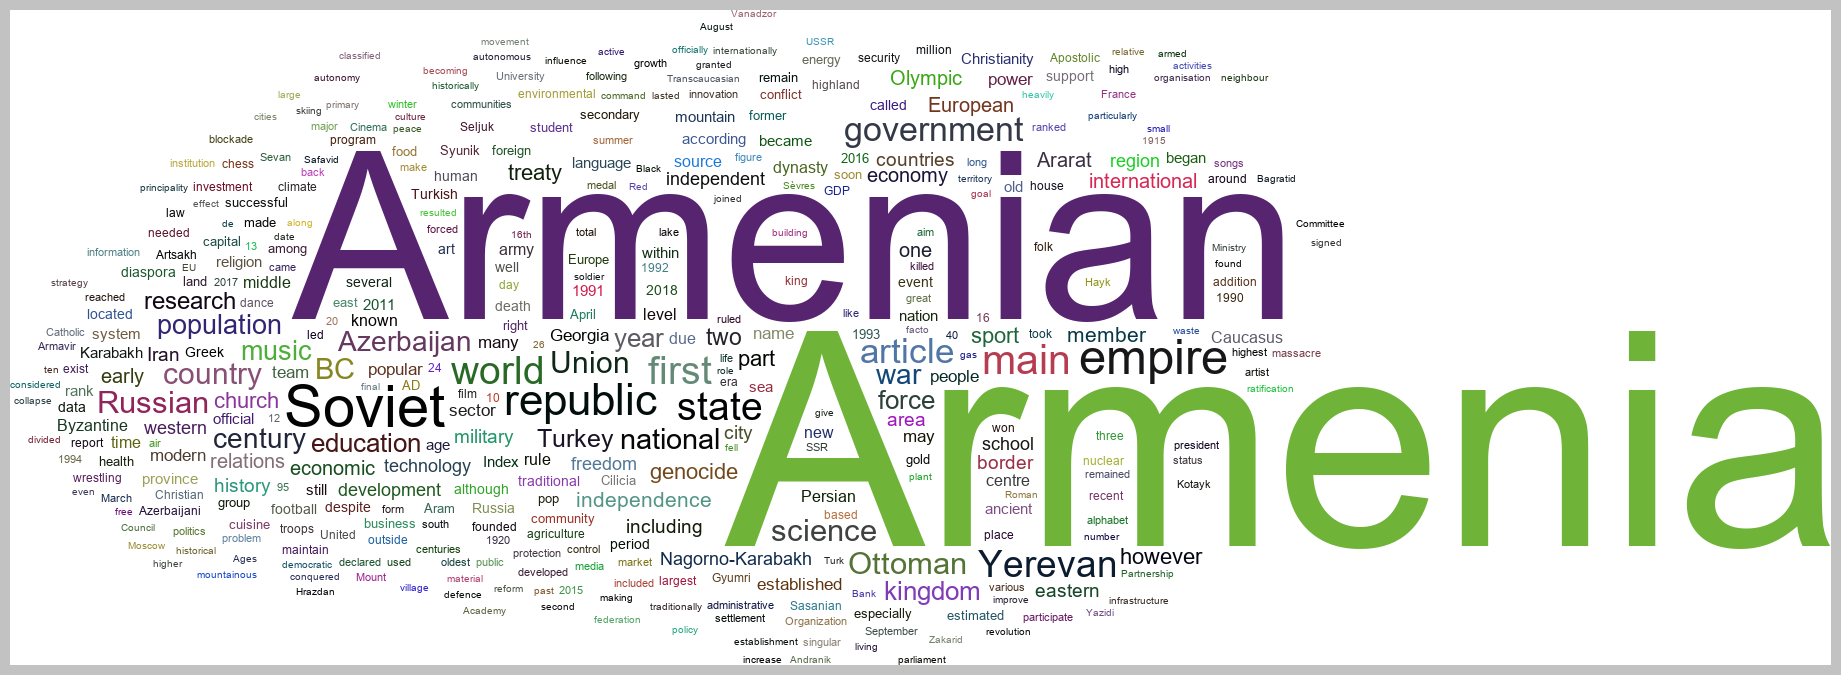 Vanadzor
August
movement USSR
classified autonomous influence active officially internationally million security Christianity Apostolic relative armed
autonomy becoming University following growth granted energy activities
historically Transcaucasian remain highland Olympic power support high organisation neighbour
large primary winter communities environmental command lasted innovation conflict called European heavily France
cities skiing culture secondary mountain former particularly
major Cinema peace Seljuk student government ranked small
blockade program summer according became 1915
institution chess Sevan Safavid food Syunik foreign language source figure dynasty 2016 countries Ararat region began songs
back make human treaty Black independent soon economy long international around Bagratid
principality investment climate Turkish medal Red Sèvres GDP territory old house
effect successful joined goal
law de made along resulted Armenian Committee
needed capital 13 date among forced 16th total lake building aim folk Ministry signed
information Artsakh religion art army Europe within one found
diaspora EU came well soldier 1992 killed
strategy land 2017 middle several day 1991 2018 king event Hayk addition
reached research dance east 2011 death April level great 1990
located population 20 known right ruled like nation 16
Catholic system led Azerbaijan many 26 Georgia year due two name 1993 facto 40 sport took member waste Caucasus
Armavir Karabakh Iran Greek music Union life part article gas main empire highest massacre
ten exist early country team BC popular 24 world first role war people artist
considered rank final AD era sea ratification
collapse data Russian church Soviet film 10 republic state force Armenia
Byzantine western official 12 sector give area
divided report time air century education age military Turkey national city new may won three president
1994 health modern relations economic technology Index rule freedom genocide fell SSR gold school nuclear status
wrestling province history 95 still development although traditional Cilicia plant border centre remained Kotayk
even March Christian group football despite form Aram Russia pop independence Persian Roman recent
free Azerbaijani cuisine troops United business south founded community including based ancient alphabet
Council politics problem outside 1920 agriculture science place number
Moscow historical Ages maintain centuries period control Nagorno-Karabakh Turk Ottoman Yerevan however
higher democratic declared used oldest public protection media market Partnership
mountainous conquered Mount material developed included largest Gyumri established kingdom various eastern
Hrazdan village defence reform past 2015 making Bank improve infrastructure
Academy second traditionally administrative Sasanian especially estimated participate Yazidi
federation settlement Organization
policy September Zakarid revolution
establishment singular living
increase Andranik parliament